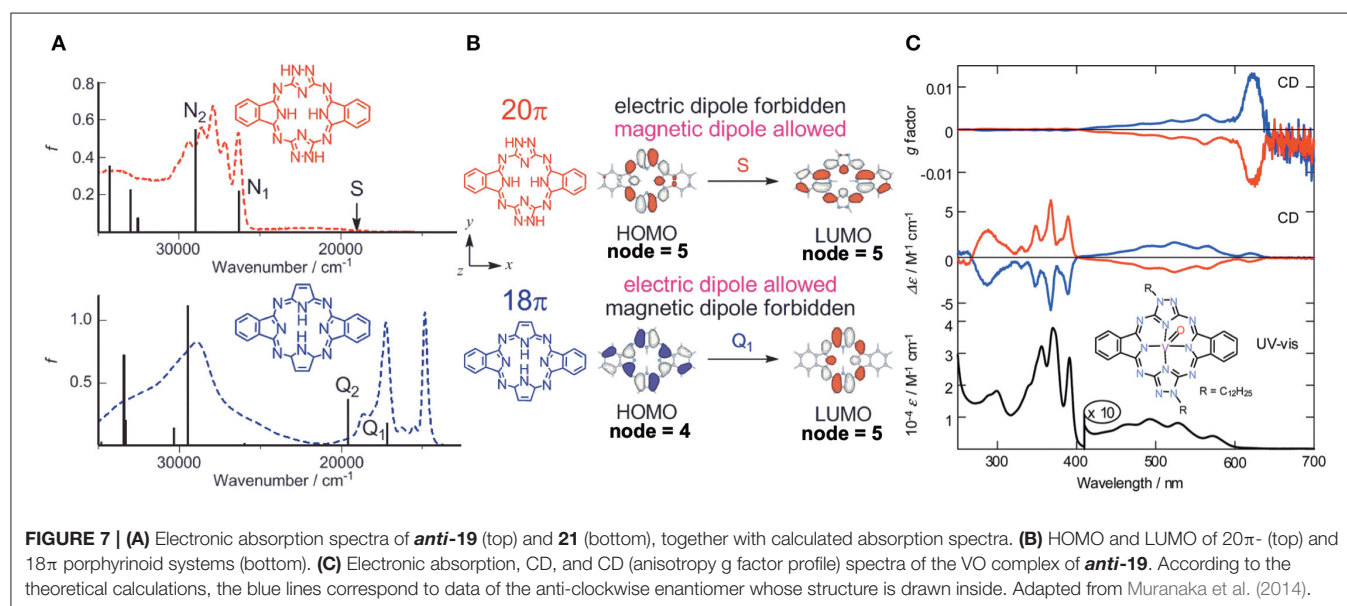 A
0.8
0.6
0.4
0.2
f
N2
N1
S
HN-N
N
N
N
NH
HN
N
N
N-NH
30000
20000
Wavenumber / cm-1
1.0
0.5
f
Q2
Q1
N
N
N
H
N
N
H
N
N
N
30000
20000
Wavenumber / cm-1
B
20π
electric dipole forbidden
magnetic dipole allowed
HN-N
N
N
N
NH
HN
N
N
N
N-NH
S
HOMO
LUMO
node = 5
node = 5
y
z
x
18π
electric dipole allowed
magnetic dipole forbidden
N
N
N
H
N
N
H
N
N
N
Q1
HOMO
LUMO
node = 4
node = 5
C
CD
0.01
0
-0.01
g factor
CD
5
0
-5
Δε / M-1 cm-1
UV-vis
4
3
2
1
10-4 ε / M-1 cm-1
x 10
R
N-N
N
N
N
O
N
V
N
N
N
N
N-N
R
R = C12H25
300
400
500
600
700
Wavelength / nm
FIGURE 7 | (A) Electronic absorption spectra of anti-19 (top) and 21 (bottom), together with calculated absorption spectra. (B) HOMO and LUMO of 20π- (top) and
18π porphyrinoid systems (bottom). (C) Electronic absorption, CD, and CD (anisotropy g factor profile) spectra of the VO complex of anti-19. According to the
theoretical calculations, the blue lines correspond to data of the anti-clockwise enantiomer whose structure is drawn inside. Adapted from Muranaka et al. (2014).